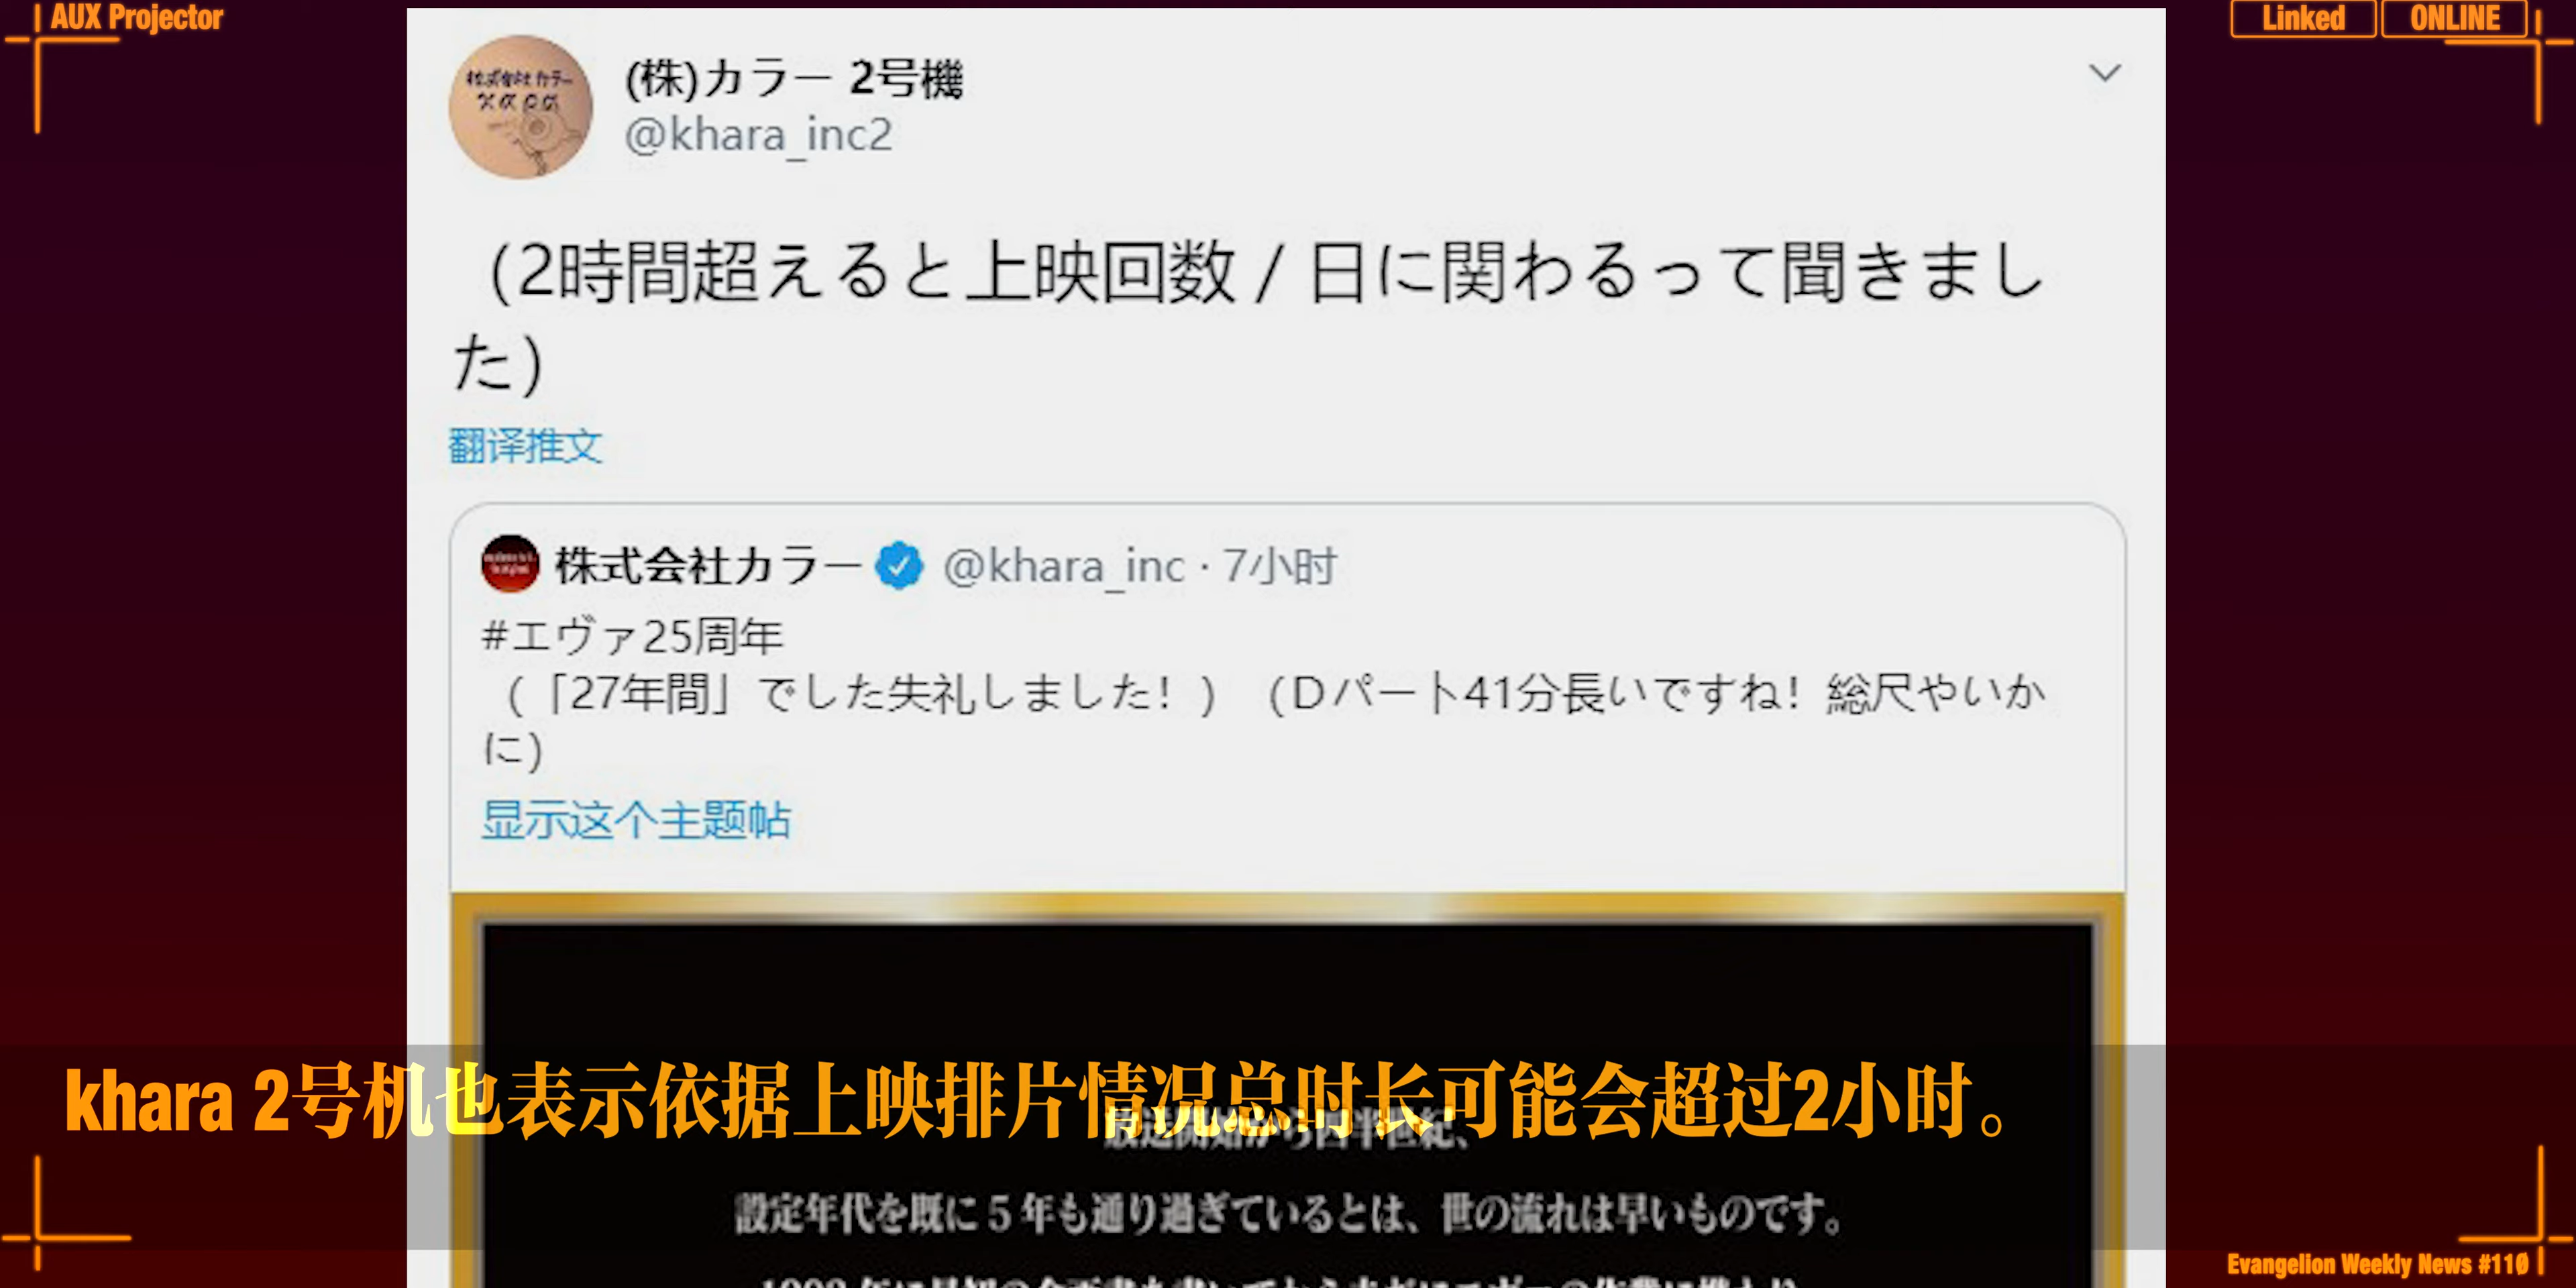 AUX Projector
Linked
ONLINE
株式会社カラー
(株)カラー 2号機
@khara_inc2
（2時間超えると上映回数 / 日に関わるって聞きまし
た）
翻译推文
株式会社カラー @khara_inc · 7小时
#エヴァ25周年
（「27年間」でした失礼しました！）（Dパート41分長いですね！総尺やいか
に）
显示这个主题帖
khara 2号机也表示依据上映排片情况总时长可能会超过2小时。
設定年代を既に5年も通り過ぎているとは、世の流れは早いものです。
Evangelion Weekly News #110